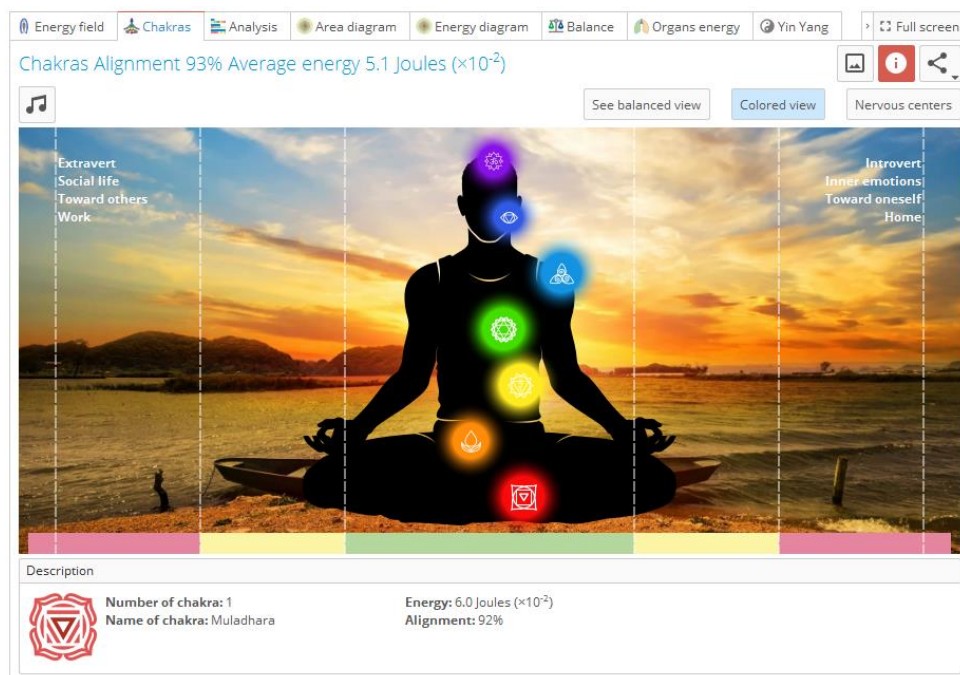 Energy field Chakras Analysis Area diagram Energy diagram Balance Organs energy Yin Yang Full screen
Chakras Alignment 93% Average energy 5.1 Joules (×10⁻²)
See balanced view Colored view Nervous centers
Extravert
Social life
Toward others
Work
Introvert
Inner emotions
Toward oneself
Home
Description
Number of chakra: 1
Name of chakra: Muladhara
Energy: 6.0 Joules (×10⁻²)
Alignment: 92%